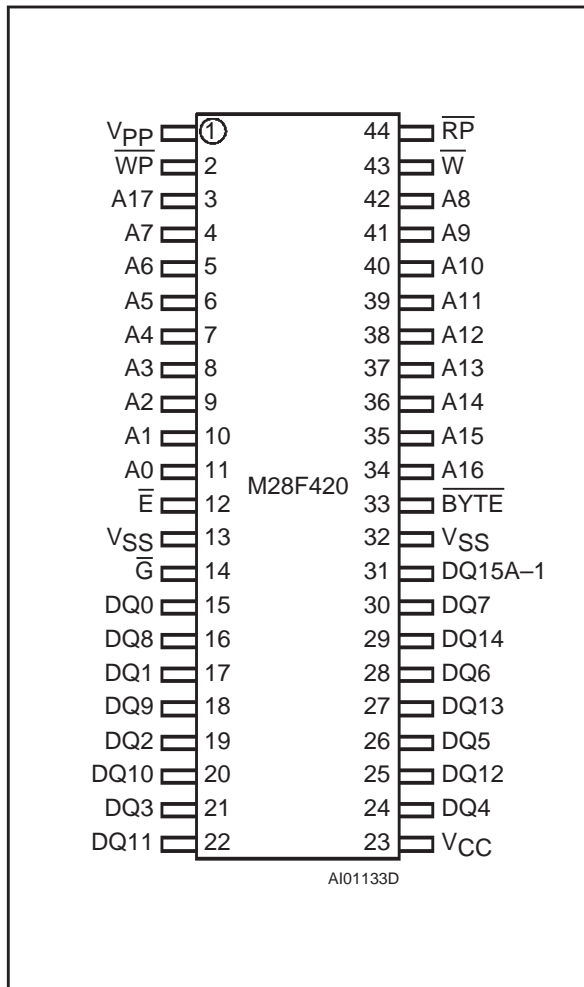 VPP 1 44 R̅P̅
W̅P̅ 2 43 W̅
A17 3 42 A8
A7 4 41 A9
A6 5 40 A10
A5 6 39 A11
A4 7 38 A12
A3 8 37 A13
A2 9 36 A14
A1 10 35 A15
A0 11 34 A16
M28F420
E̅ 12 33 B̅Y̅T̅E̅
VSS 13 32 VSS
G̅ 14 31 DQ15A–1
DQ0 15 30 DQ7
DQ8 16 29 DQ14
DQ1 17 28 DQ6
DQ9 18 27 DQ13
DQ2 19 26 DQ5
DQ10 20 25 DQ12
DQ3 21 24 DQ4
DQ11 22 23 VCC
AI01133D